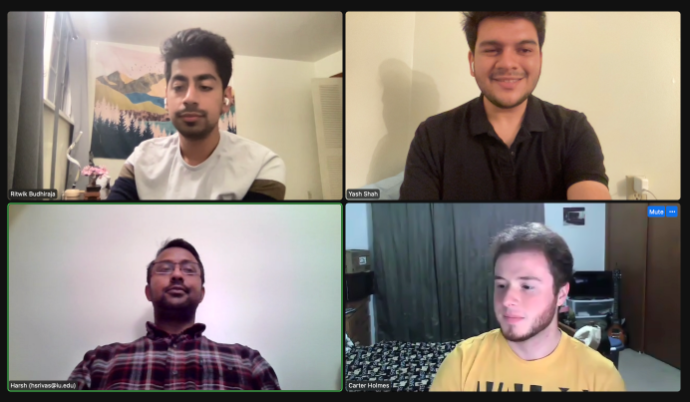 Ritwik Budhiraja
Yash Shah
Mute ...
Harsh (hsrivas@iu.edu)
Carter Holmes